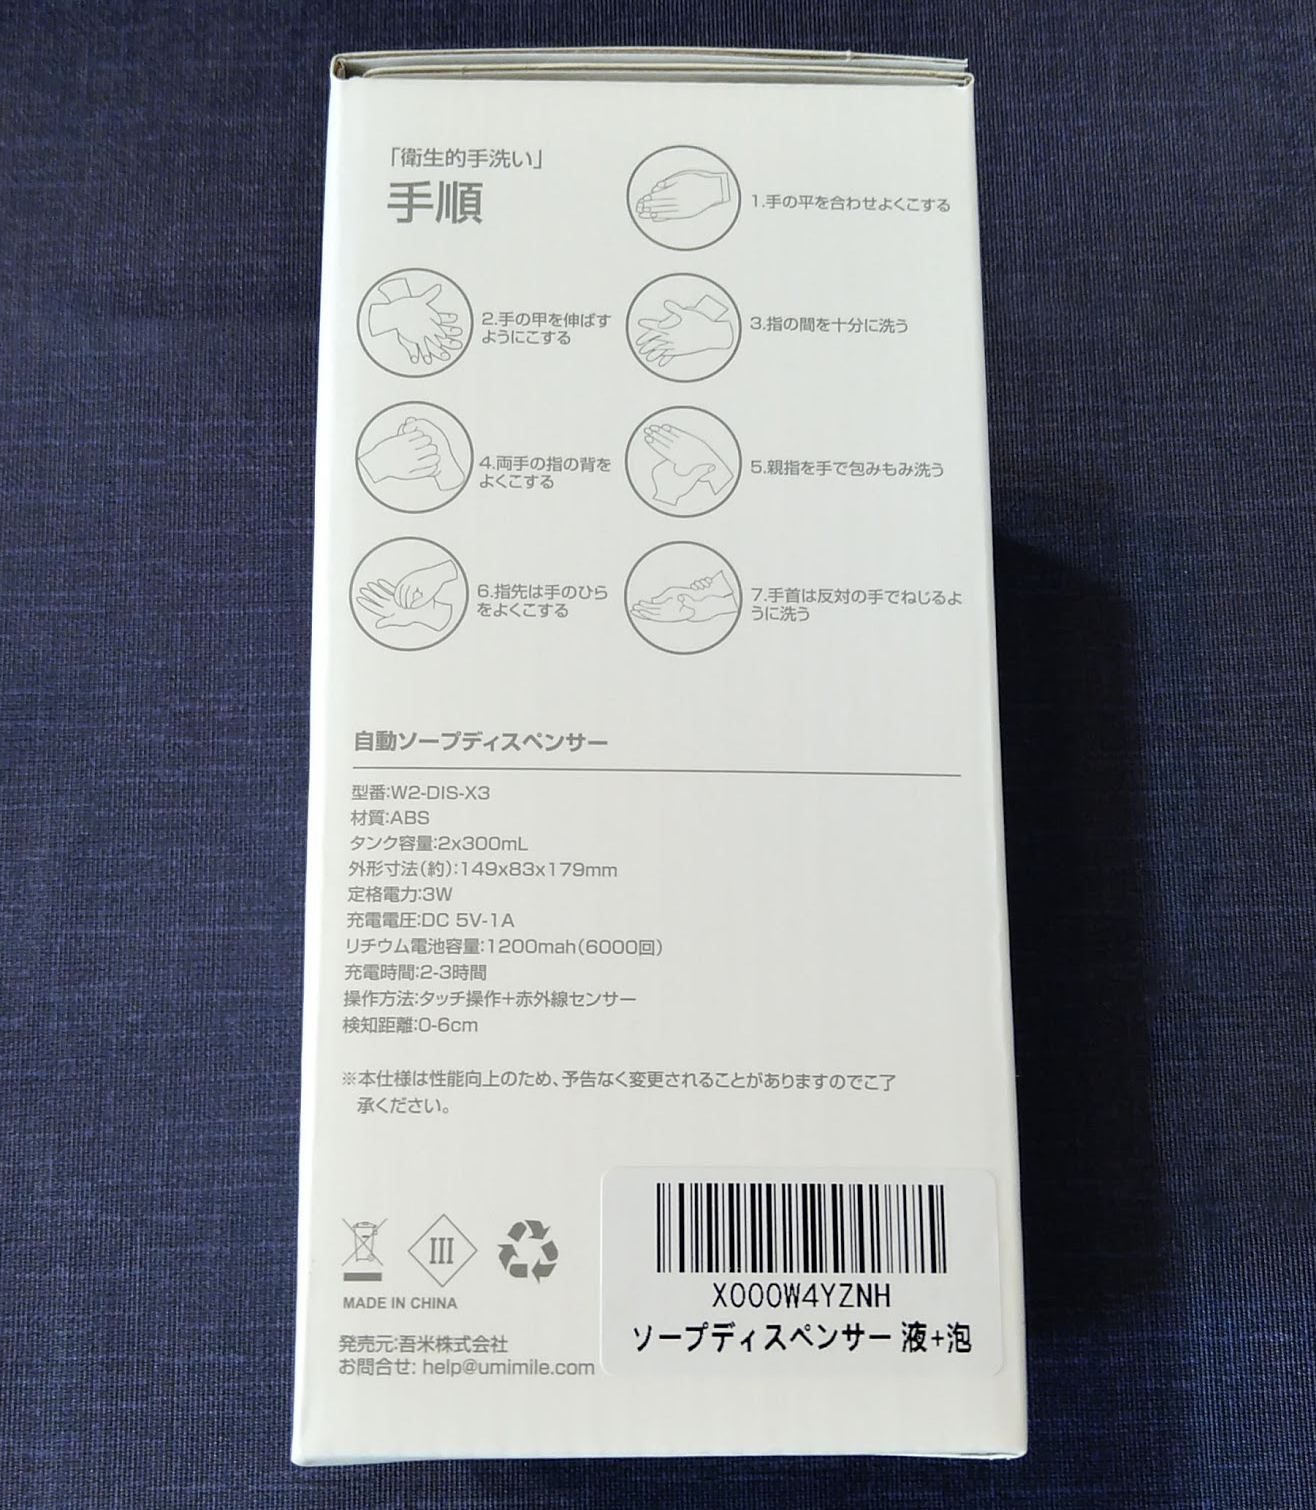 「衛生的手洗い」
手順
1.手の平を合わせよくこする
2.手の甲を伸ばす
ようにこする
3.指の間を十分に洗う
4.両手の指の背を
よくこする
5.親指を手で包みもみ洗う
6.指先は手のひら
をよくこする
7.手首は反対の手でねじるよ
うに洗う
自動ソープディスペンサー
型番:W2-DIS-X3
材質:ABS
タンク容量:2x300mL
外形寸法(約):149x83x179mm
定格電力:3W
充電電圧:DC 5V-1A
リチウム電池容量:1200mah(6000回)
充電時間:2-3時間
操作方法:タッチ操作+赤外線センサー
検知距離:0-6cm
※本仕様は性能向上のため、予告なく変更されることがありますのでご了
承ください。
III
MADE IN CHINA
発売元:吾米株式会社
お問合せ: help@umimile.com
X000W4YZNH
ソープディスペンサー 液+泡